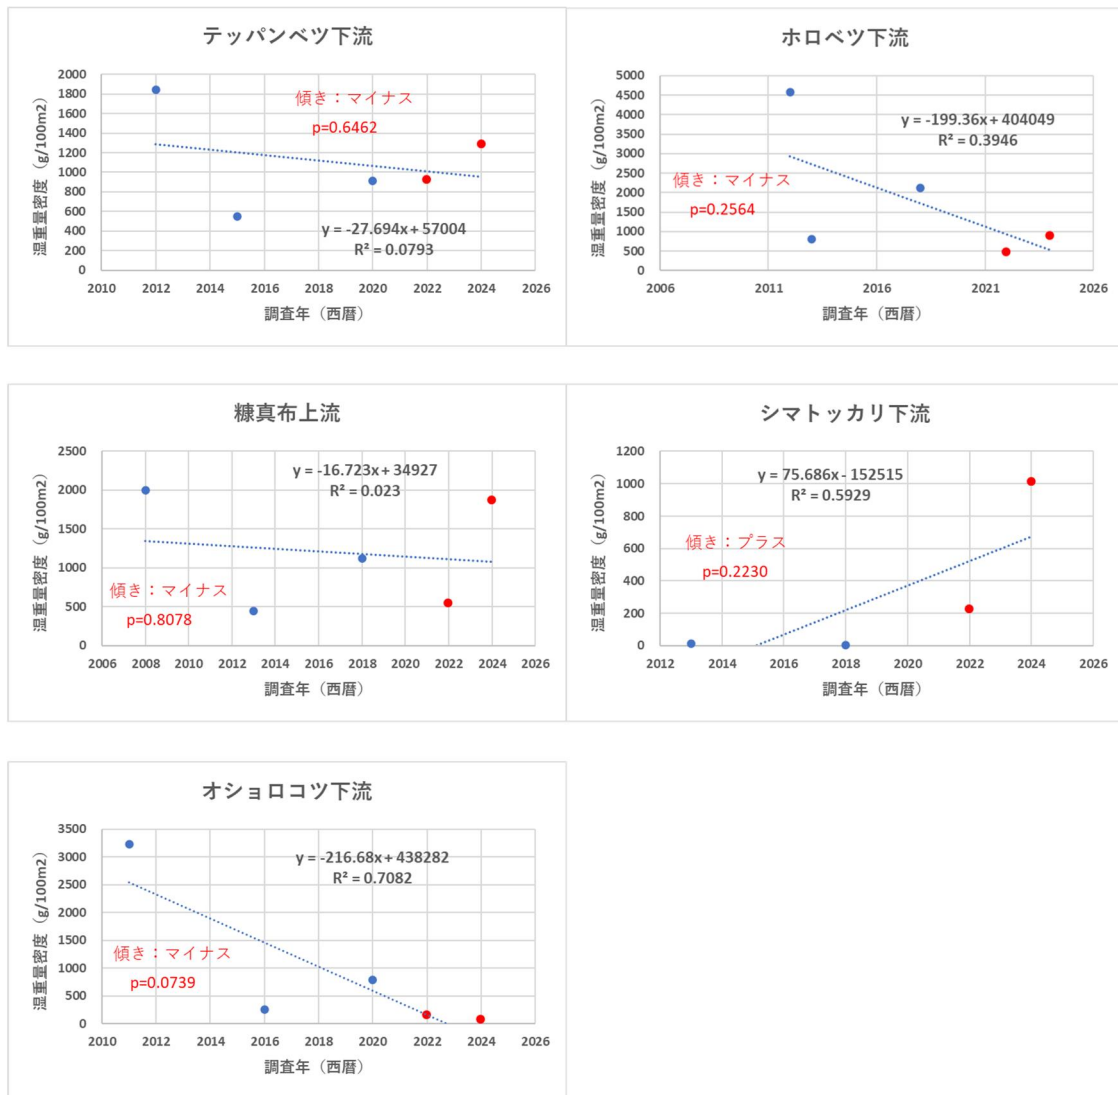 テッパンベツ下流
湿重量密度（g/100m2）
2000
1800
1600
1400
1200
1000
800
600
400
200
0
傾き：マイナス
p=0.6462
y = -27.694x + 57004
R² = 0.0793
2010 2012 2014 2016 2018 2020 2022 2024 2026
調査年（西暦）
ホロベツ下流
湿重量密度（g/100m2）
5000
4500
4000
3500
3000
2500
2000
1500
1000
500
0
y = -199.36x + 404049
R² = 0.3946
傾き：マイナス
p=0.2564
2006 2011 2016 2021 2026
調査年（西暦）
糠真布上流
湿重量密度（g/100m2）
2500
2000
1500
1000
500
0
y = -16.723x + 34927
R² = 0.023
傾き：マイナス
p=0.8078
2006 2008 2010 2012 2014 2016 2018 2020 2022 2024 2026
調査年（西暦）
シマトッカリ下流
湿重量密度（g/100m2）
1200
1000
800
600
400
200
0
y = 75.686x - 152515
R² = 0.5929
傾き：プラス
p=0.2230
2012 2014 2016 2018 2020 2022 2024 2026
調査年（西暦）
オショロコツ下流
湿重量密度（g/100m2）
3500
3000
2500
2000
1500
1000
500
0
y = -216.68x + 438282
R² = 0.7082
傾き：マイナス
p=0.0739
2010 2012 2014 2016 2018 2020 2022 2024 2026
調査年（西暦）